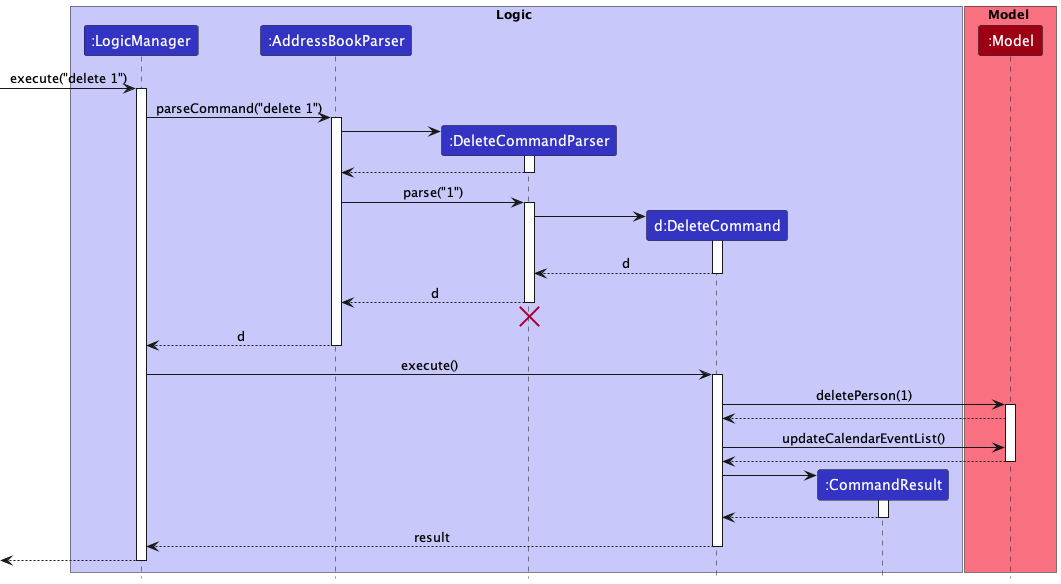 Logic
Model
:LogicManager
:AddressBookParser
:Model
execute("delete 1")
parseCommand("delete 1")
:DeleteCommandParser
parse("1")
d:DeleteCommand
d
d
d
execute()
deletePerson(1)
updateCalendarEventList()
:CommandResult
result